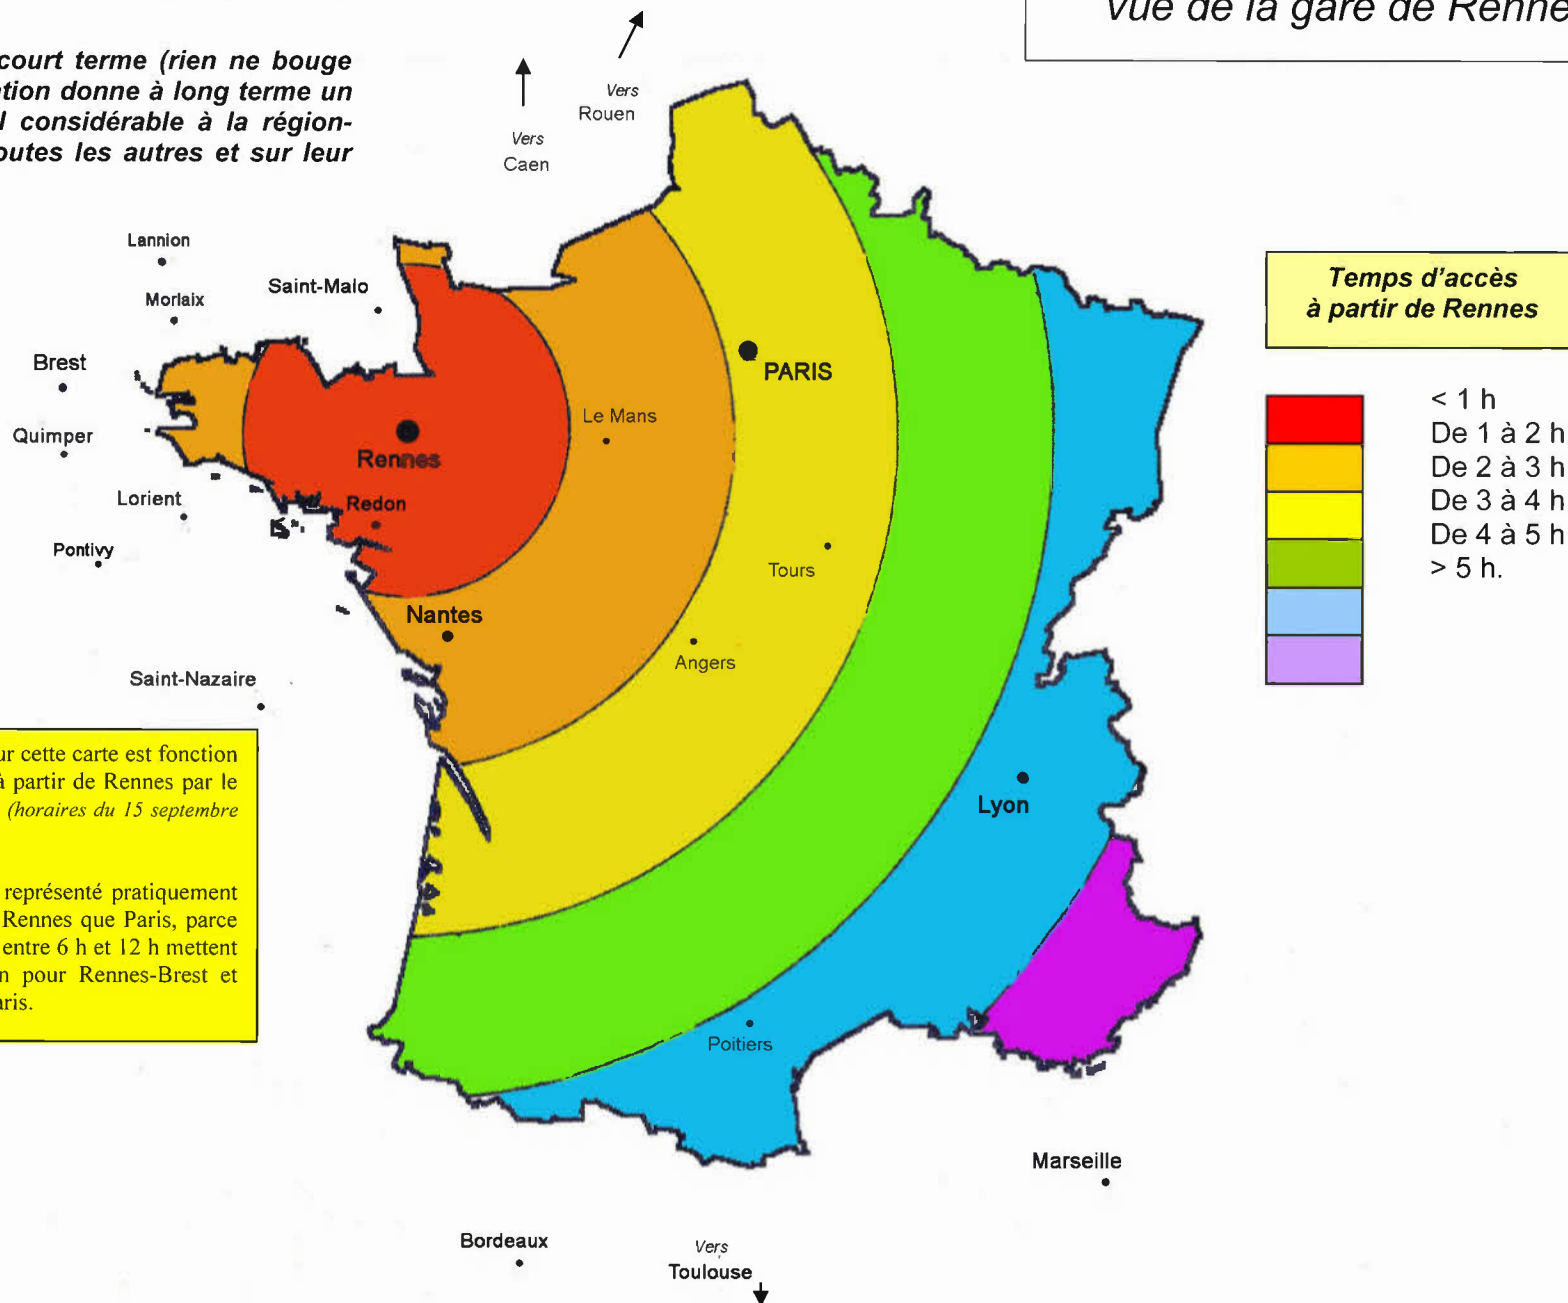 vue de la gare de Renne
court terme (rien ne bouge
tion donne à long terme un
l considérable à la région-
outes les autres et sur leur
Vers
Rouen
Vers
Caen
Lannion
Saint-Malo
Morlaix
Brest
Quimper
Lorient
Pontivy
Saint-Nazaire
Rennes
Redon
Nantes
Le Mans
PARIS
Tours
Angers
Lyon
Poitiers
Marseille
Bordeaux
Vers
Toulouse
Temps d’accès
à partir de Rennes
< 1 h
De 1 à 2 h
De 2 à 3 h
De 3 à 4 h
De 4 à 5 h
> 5 h.
ur cette carte est fonction
à partir de Rennes par le
(horaires du 15 septembre
représenté pratiquement
Rennes que Paris, parce
entre 6 h et 12 h mettent
n pour Rennes-Brest et
aris.